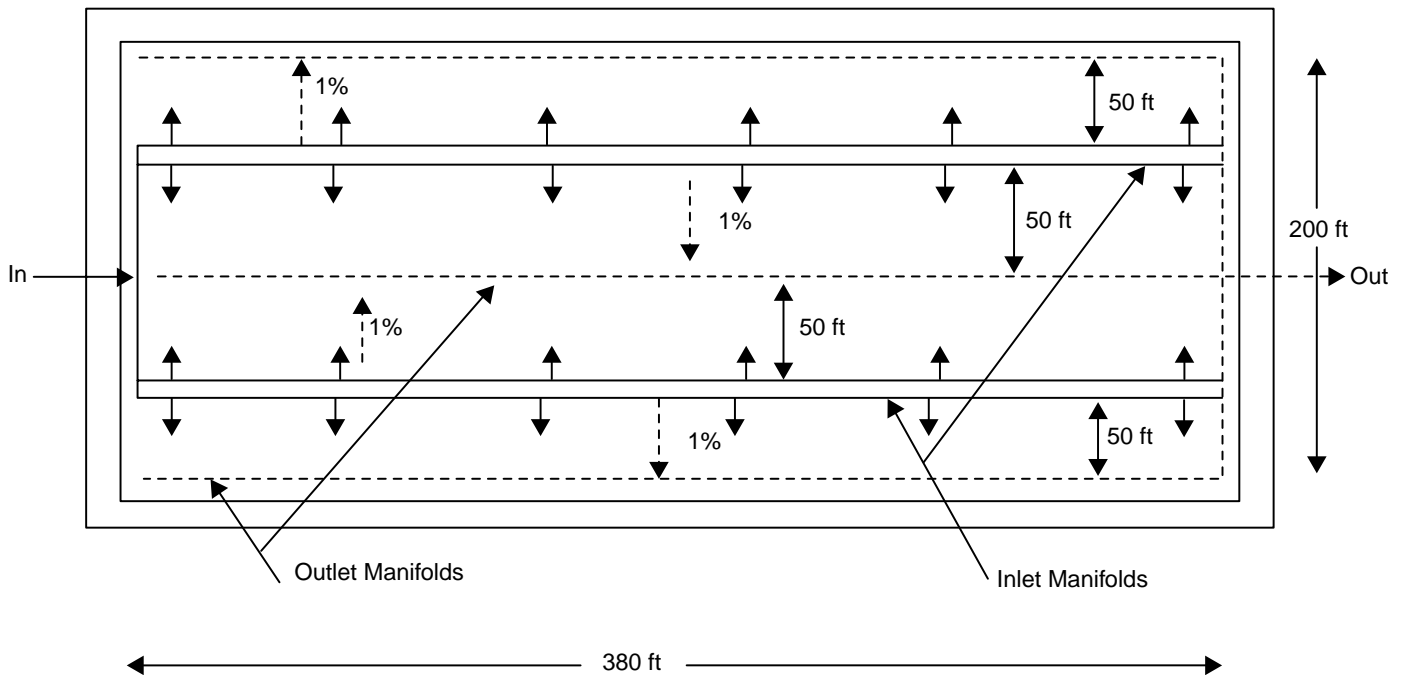 1%
50 ft
1%
50 ft
200 ft
In
Out
1%
50 ft
1%
50 ft
Outlet Manifolds
Inlet Manifolds
380 ft